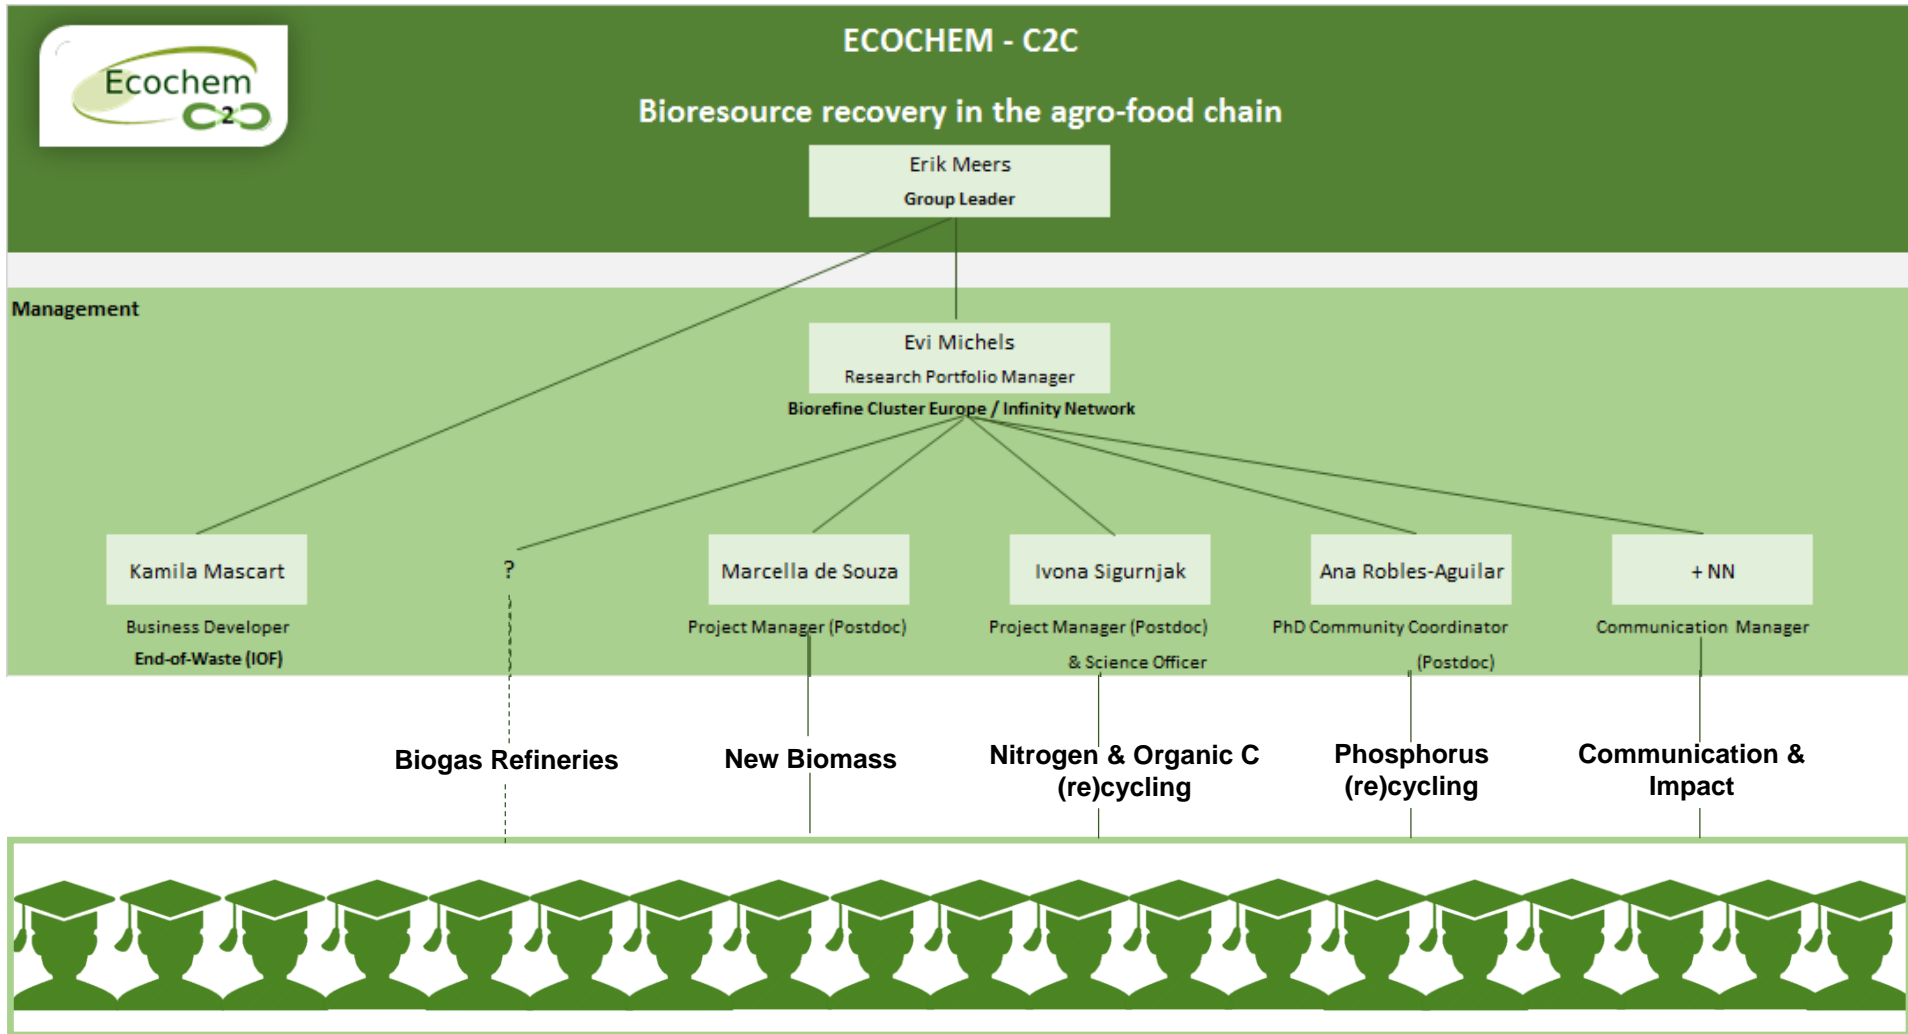 Ecochem
C2C
ECOCHEM - C2C
Bioresource recovery in the agro-food chain
Erik Meers
Group Leader
Management
Evi Michels
Research Portfolio Manager
Biorefine Cluster Europe / Infinity Network
Kamila Mascart
Business Developer
End-of-Waste (IOF)
?
Marcella de Souza
Project Manager (Postdoc)
Ivona Sigurnjak
Project Manager (Postdoc)
& Science Officer
Ana Robles-Aguilar
PhD Community Coordinator
(Postdoc)
+ NN
Communication Manager
Biogas Refineries
New Biomass
Nitrogen & Organic C
(re)cycling
Phosphorus
(re)cycling
Communication &
Impact